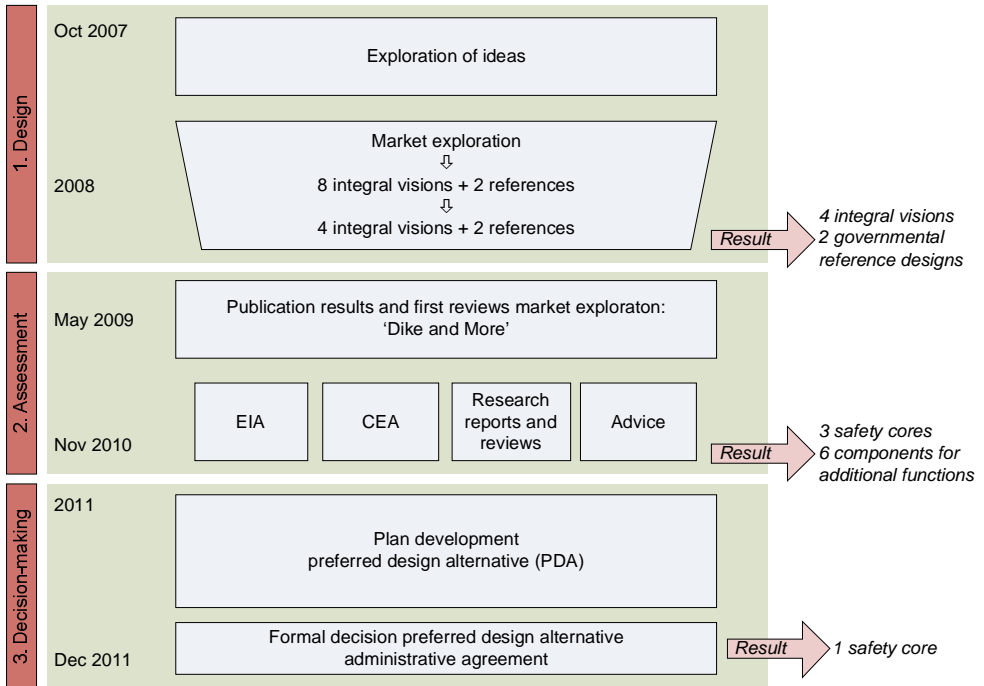 1. Design
Oct 2007
Exploration of ideas
Market exploration
8 integral visions + 2 references
4 integral visions + 2 references
2008
Result
4 integral visions
2 governmental
reference designs
2. Assessment
May 2009
Publication results and first reviews market exploraton:
‘Dike and More’
EIA
CEA
Research
reports and
reviews
Advice
Nov 2010
Result
3 safety cores
6 components for
additional functions
3. Decision-making
2011
Plan development
preferred design alternative (PDA)
Formal decision preferred design alternative
administrative agreement
Dec 2011
Result
1 safety core